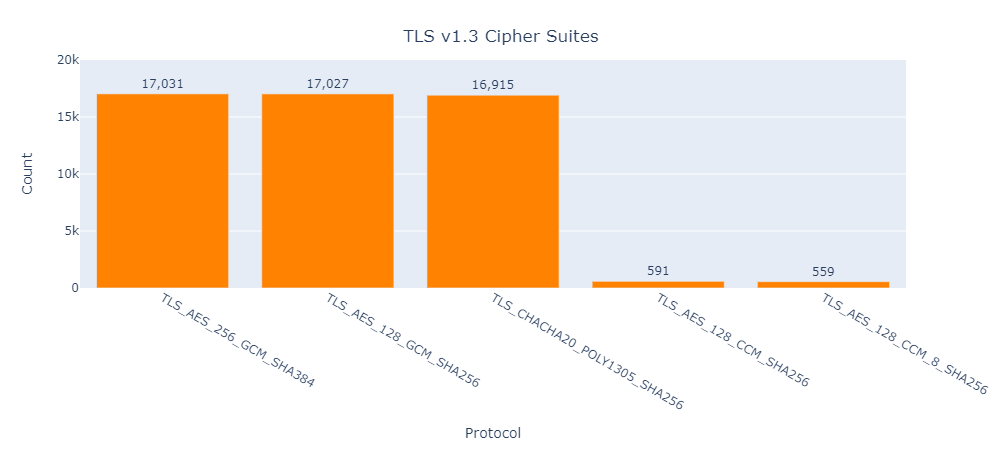 TLS v1.3 Cipher Suites
20k
15k
10k
5k
0
Count
17,031
17,027
16,915
591
559
TLS_AES_256_GCM_SHA384
TLS_AES_128_GCM_SHA256
TLS_CHACHA20_POLY1305_SHA256
TLS_AES_128_CCM_SHA256
TLS_AES_128_CCM_8_SHA256
Protocol